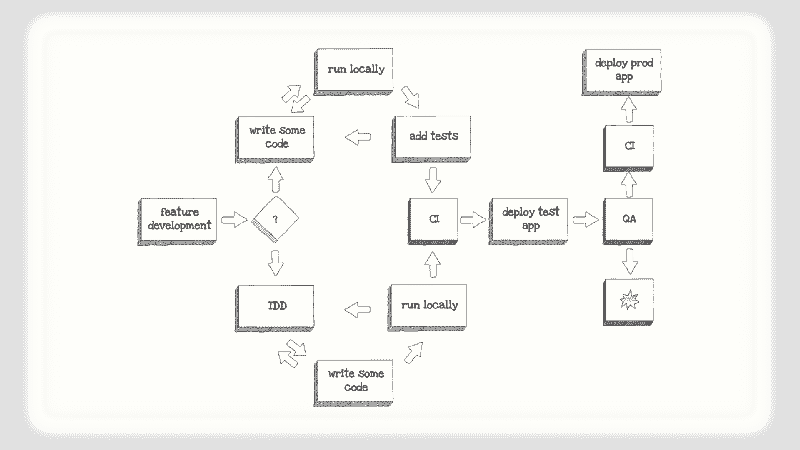 run locally
deploy prod
app
write some
code
add tests
CI
feature
development
?
CI
deploy test
app
QA
TDD
run locally
write some
code